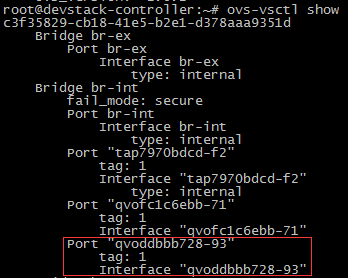 root@devstack-controller:~# ovs-vsctl show
c3f35829-cb18-41e5-b2e1-d378aaa9351d
Bridge br-ex
Port br-ex
Interface br-ex
type: internal
Bridge br-int
fail_mode: secure
Port br-int
Interface br-int
type: internal
Port "tap7970bdcd-f2"
tag: 1
Interface "tap7970bdcd-f2"
type: internal
Port "qvofc1c6ebb-71"
tag: 1
Interface "qvofc1c6ebb-71"
Port "qvoddbbb728-93"
tag: 1
Interface "qvoddbbb728-93"